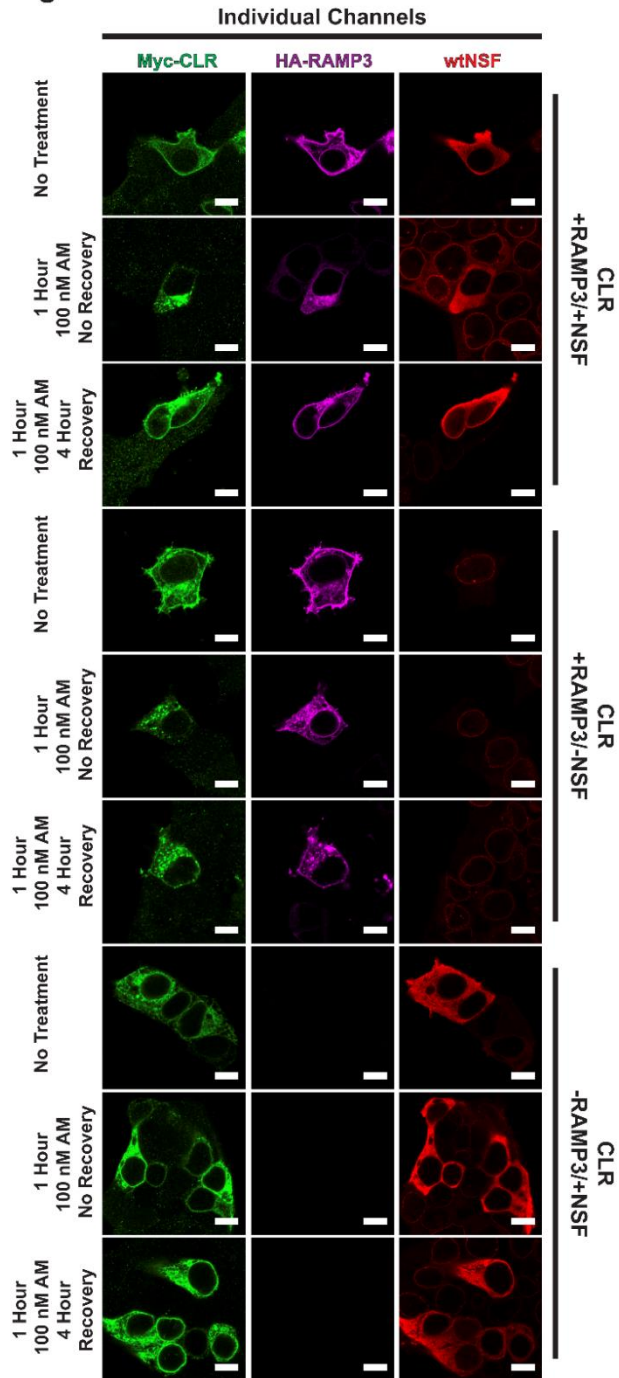 Individual Channels
Myc-CLR HA-RAMP3 wtNSF
No Treatment
1 Hour
100 nM AM
No Recovery
1 Hour
100 nM AM
4 Hour
Recovery
CLR
+RAMP3/+NSF
No Treatment
1 Hour
100 nM AM
No Recovery
1 Hour
100 nM AM
4 Hour
Recovery
CLR
+RAMP3/-NSF
No Treatment
1 Hour
100 nM AM
No Recovery
1 Hour
100 nM AM
4 Hour
Recovery
CLR
-RAMP3/+NSF